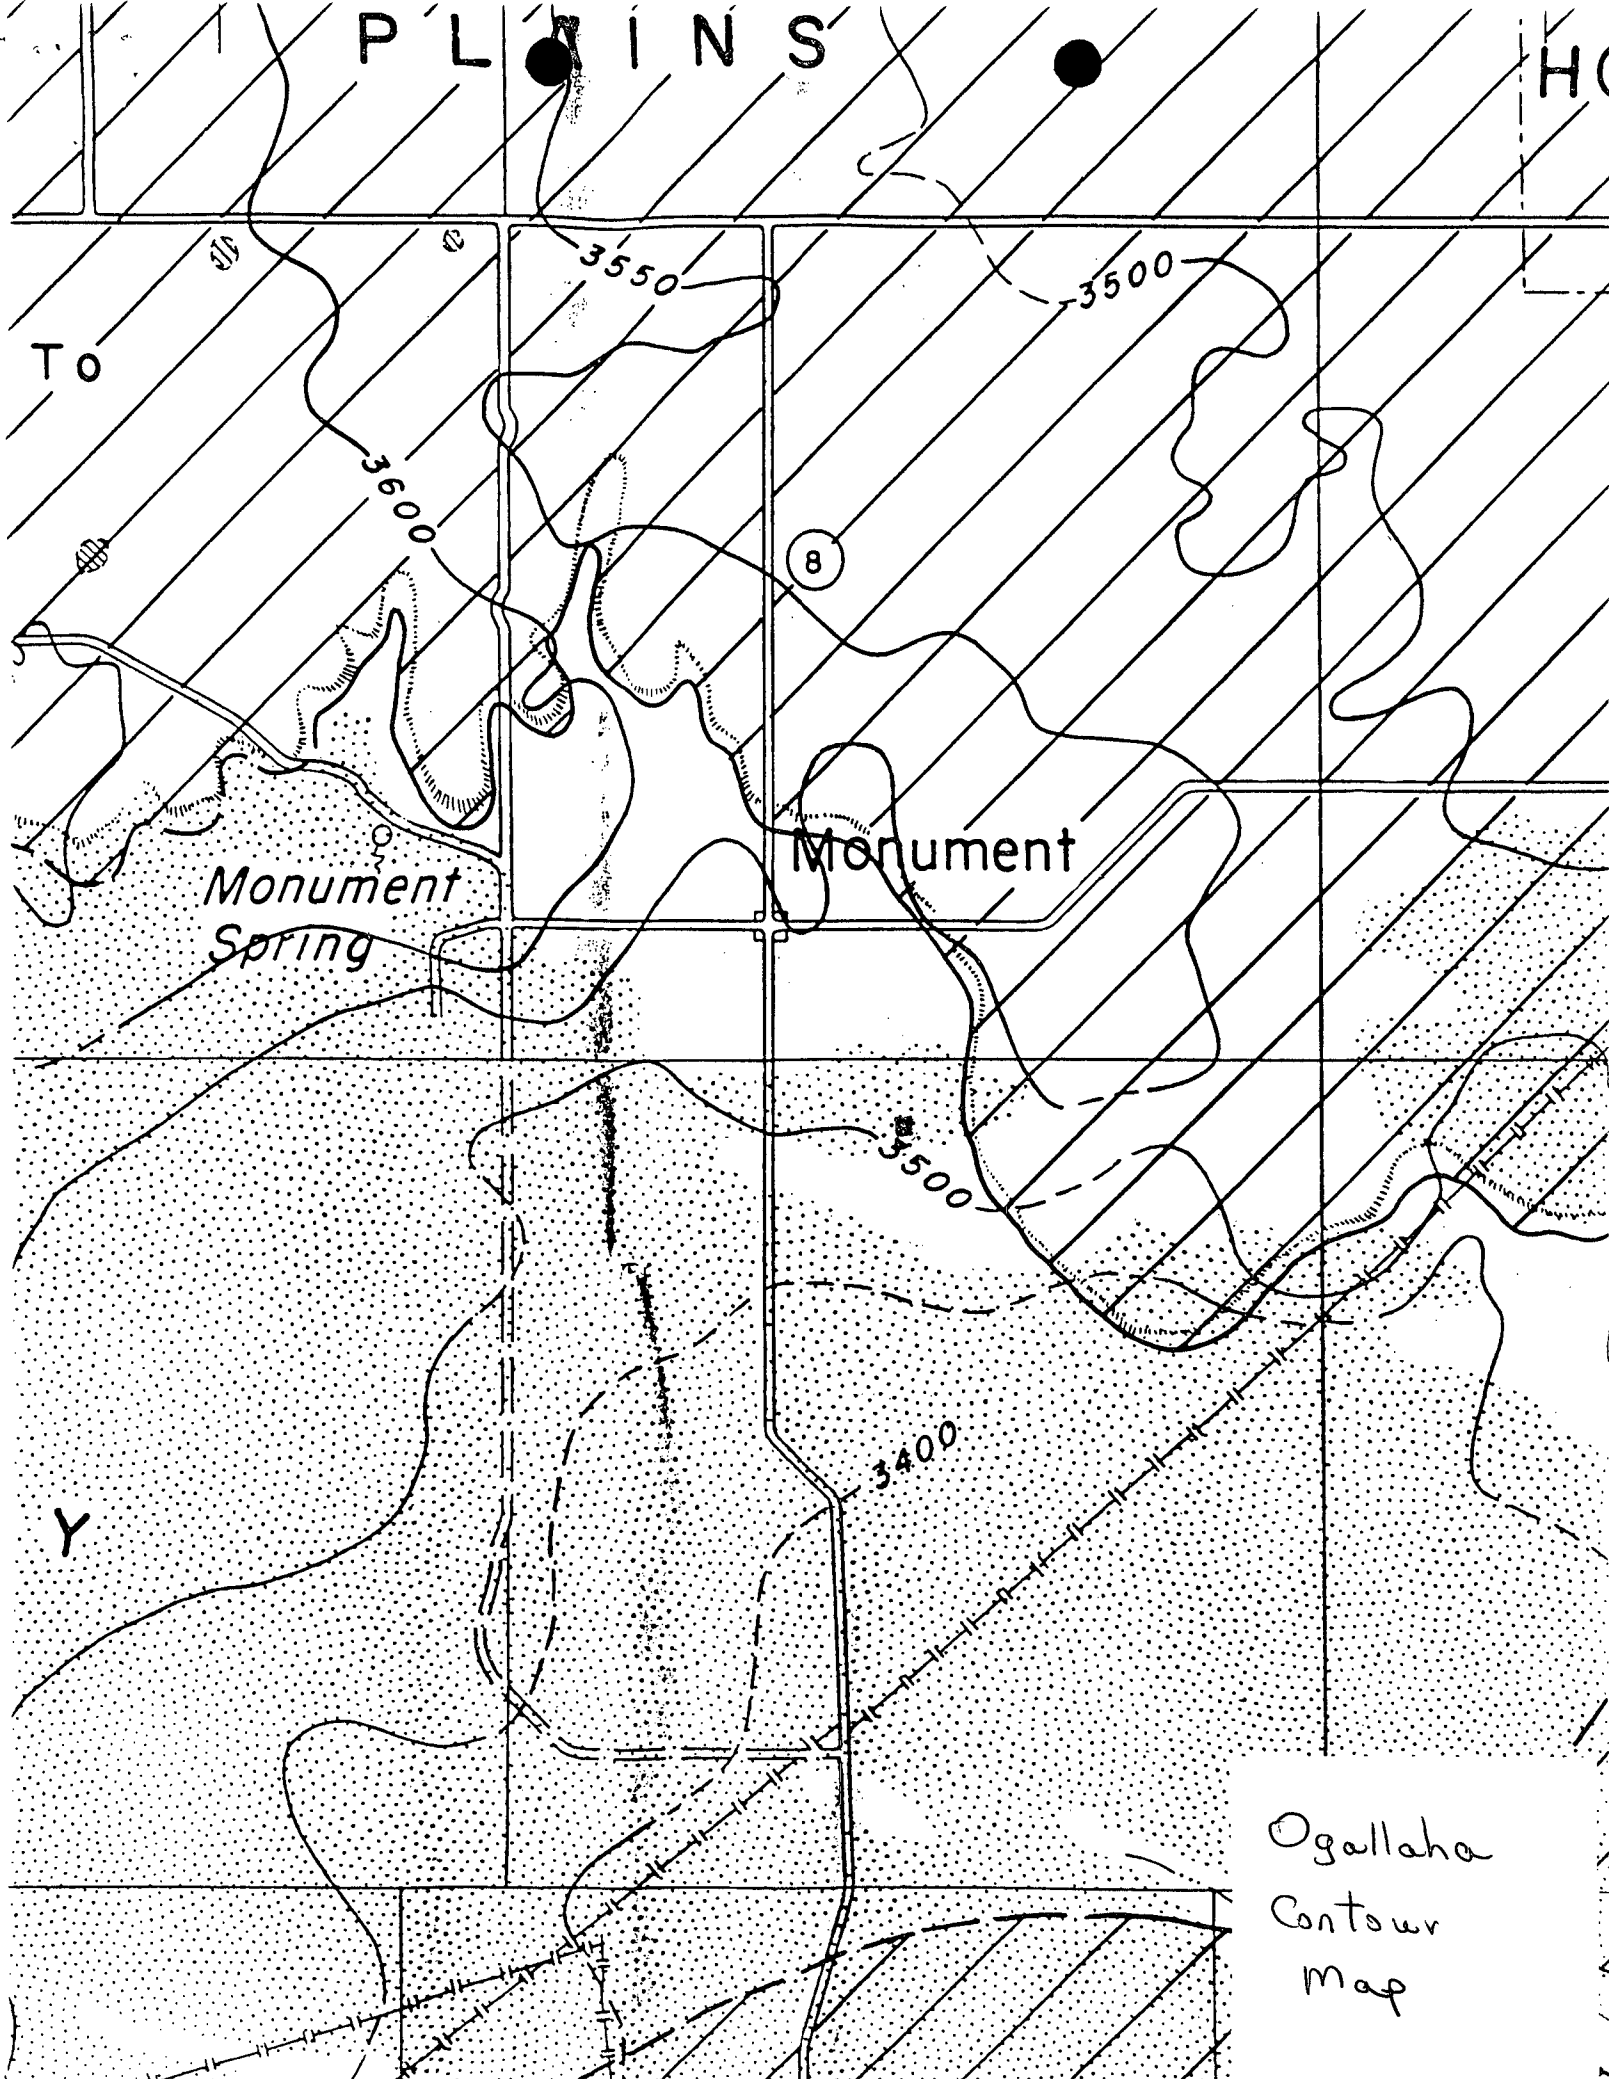 PLAINS
HO
3550
3500
To
3600
8
Monument
Monument
Spring
3500
3400
Y
Ogallaha
Contour
Map